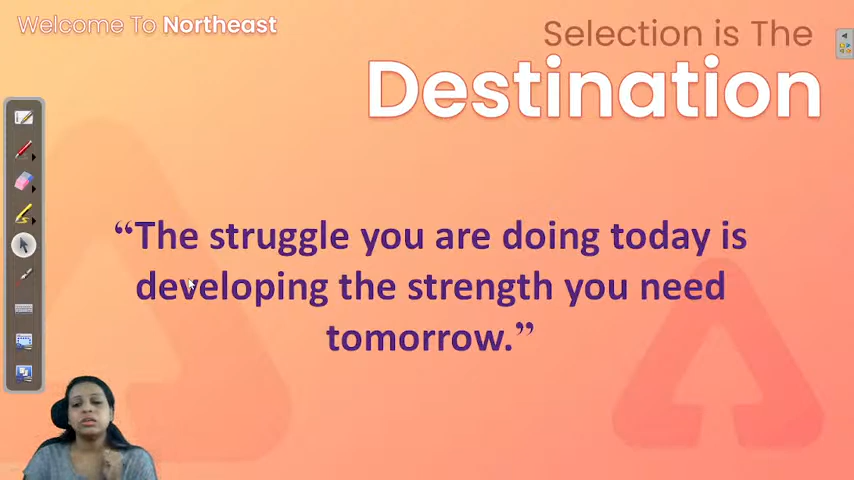 Welcome To Northeast
Selection is The
Destination
“The struggle you are doing today is
developing the strength you need
tomorrow.”